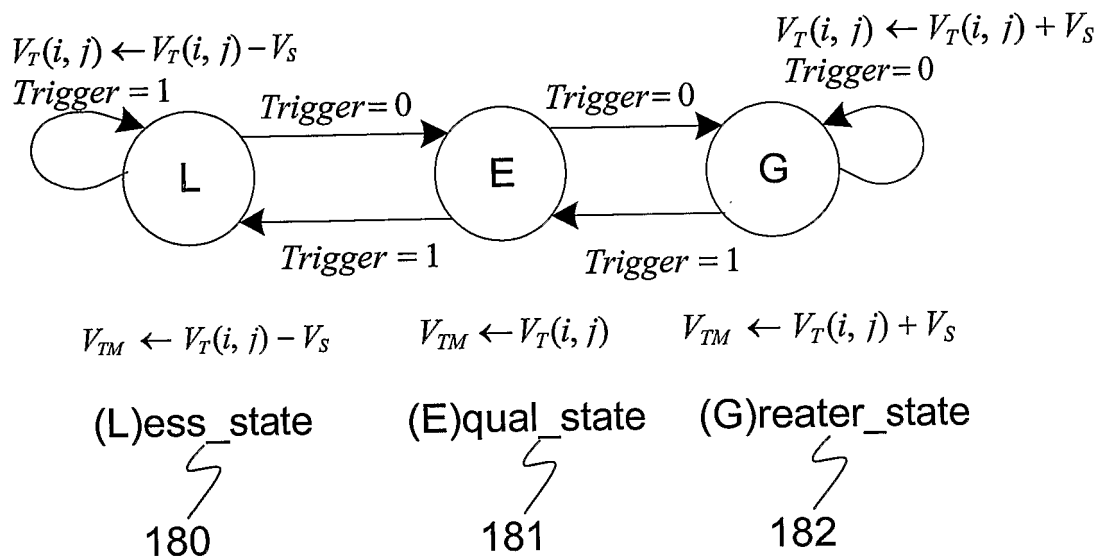 V_T(i, j) ← V_T(i, j) − V_S
Trigger = 1
V_T(i, j) ← V_T(i, j) + V_S
Trigger = 0
Trigger = 0
Trigger = 0
L
E
G
Trigger = 1
Trigger = 1
V_TM ← V_T(i, j) − V_S
V_TM ← V_T(i, j)
V_TM ← V_T(i, j) + V_S
(L)ess_state
(E)qual_state
(G)reater_state
180
181
182